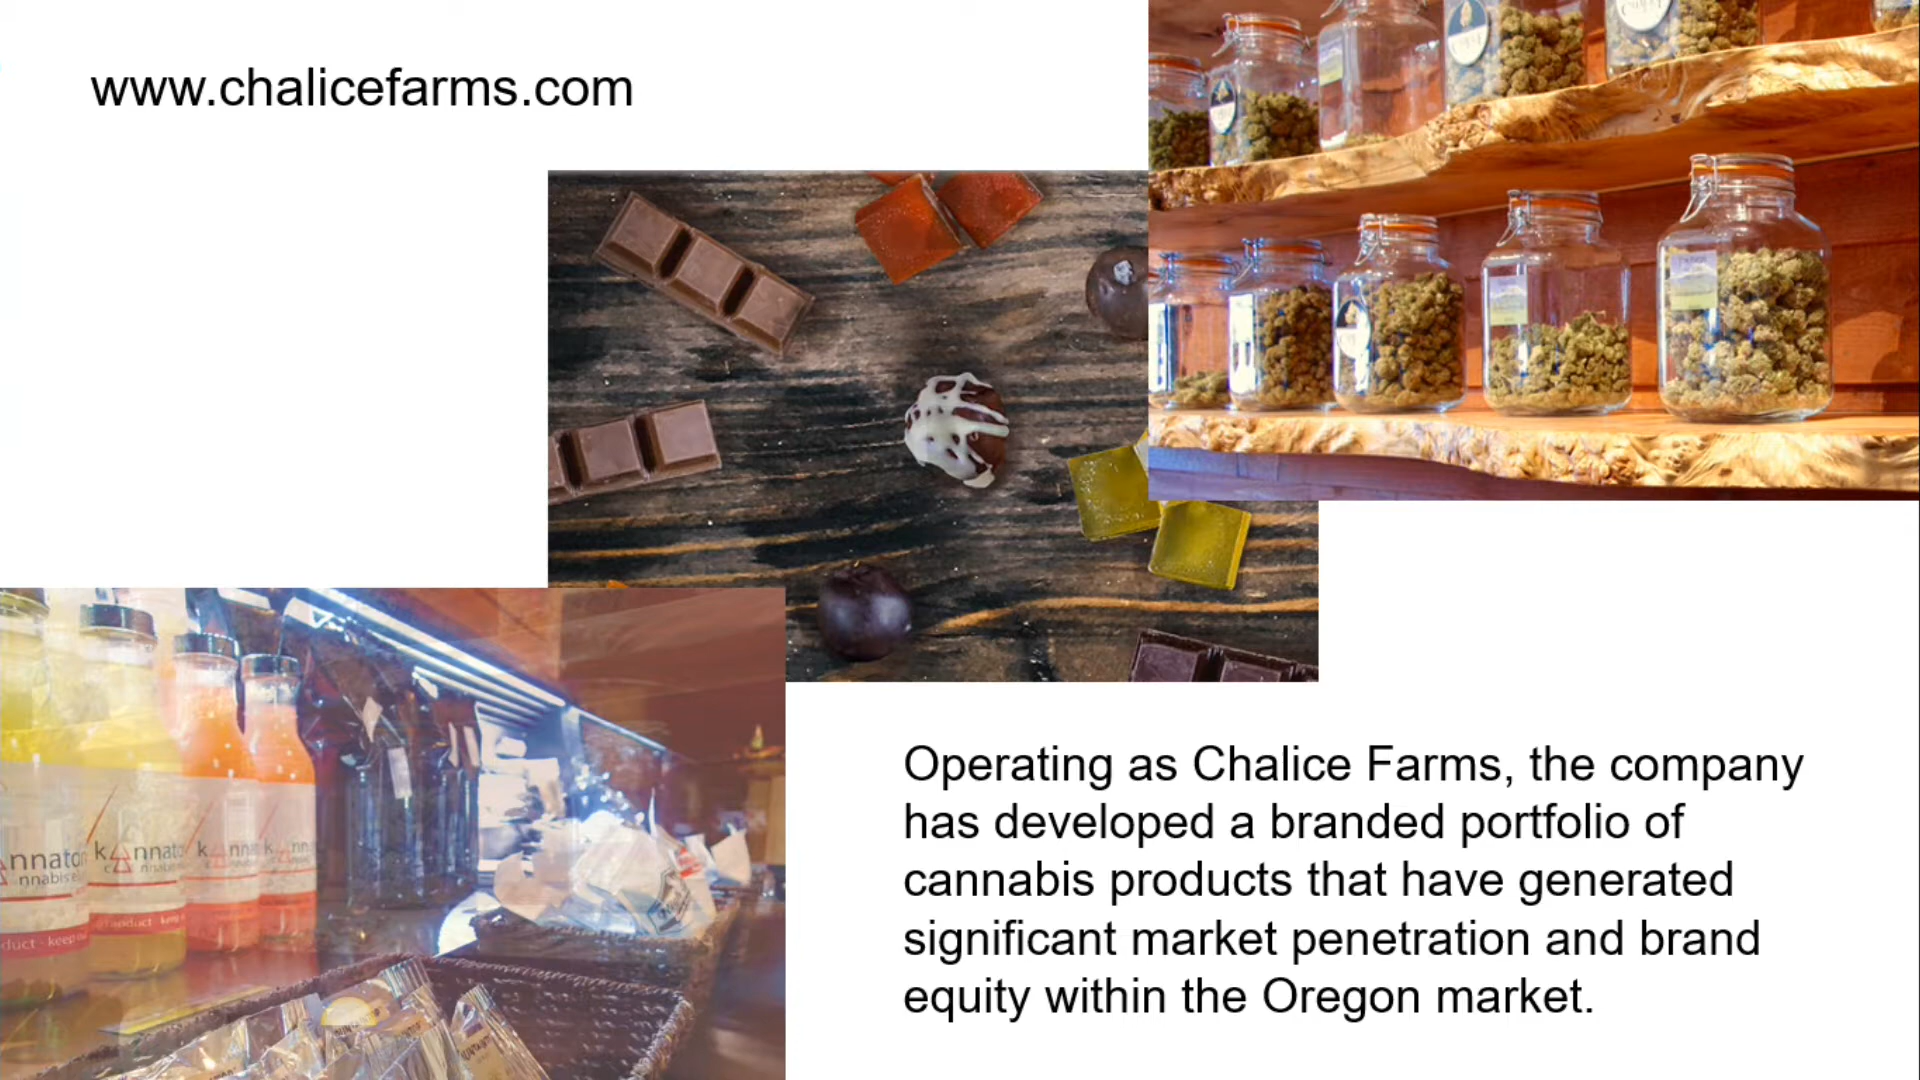 www.chalicefarms.com
Operating as Chalice Farms, the company
has developed a branded portfolio of
cannabis products that have generated
significant market penetration and brand
equity within the Oregon market.